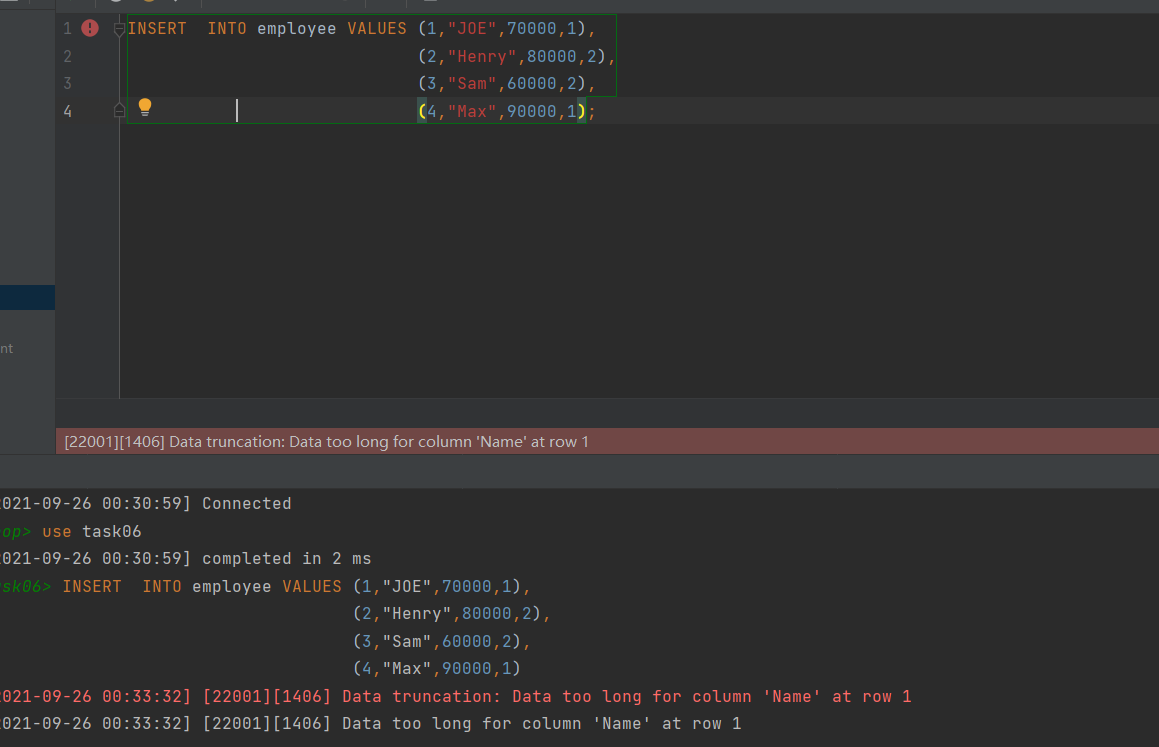 1 INSERT  INTO employee VALUES (1,"JOE",70000,1),
2 (2,"Henry",80000,2),
3 (3,"Sam",60000,2),
4 (4,"Max",90000,1);
nt
[22001][1406] Data truncation: Data too long for column 'Name' at row 1
021-09-26 00:30:59] Connected
op> use task06
021-09-26 00:30:59] completed in 2 ms
sk06> INSERT  INTO employee VALUES (1,"JOE",70000,1),
(2,"Henry",80000,2),
(3,"Sam",60000,2),
(4,"Max",90000,1)
021-09-26 00:33:32] [22001][1406] Data truncation: Data too long for column 'Name' at row 1
021-09-26 00:33:32] [22001][1406] Data too long for column 'Name' at row 1